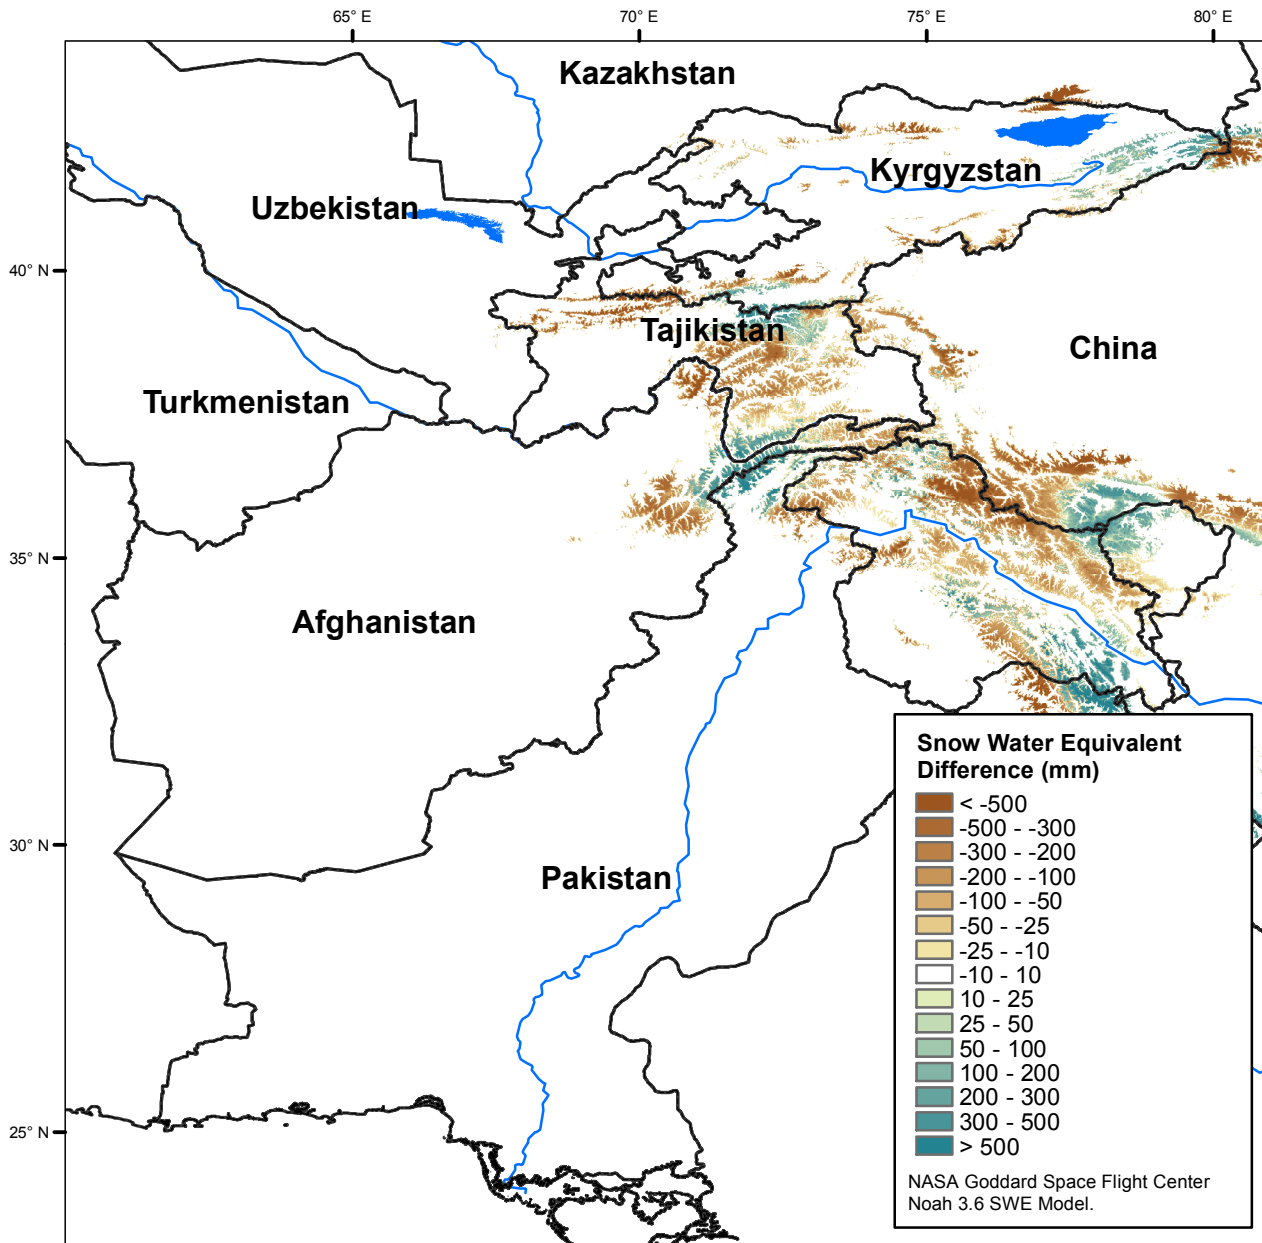 65° E
70° E
75° E
80° E
Kazakhstan
Kyrgyzstan
Uzbekistan
40° N
Tajikistan
China
Turkmenistan
35° N
Afghanistan
Snow Water Equivalent
Difference (mm)
< -500
-500 - -300
-300 - -200
-200 - -100
-100 - -50
-50 - -25
-25 - -10
-10 - 10
10 - 25
25 - 50
50 - 100
100 - 200
200 - 300
300 - 500
> 500
NASA Goddard Space Flight Center
Noah 3.6 SWE Model.
30° N
Pakistan
25° N